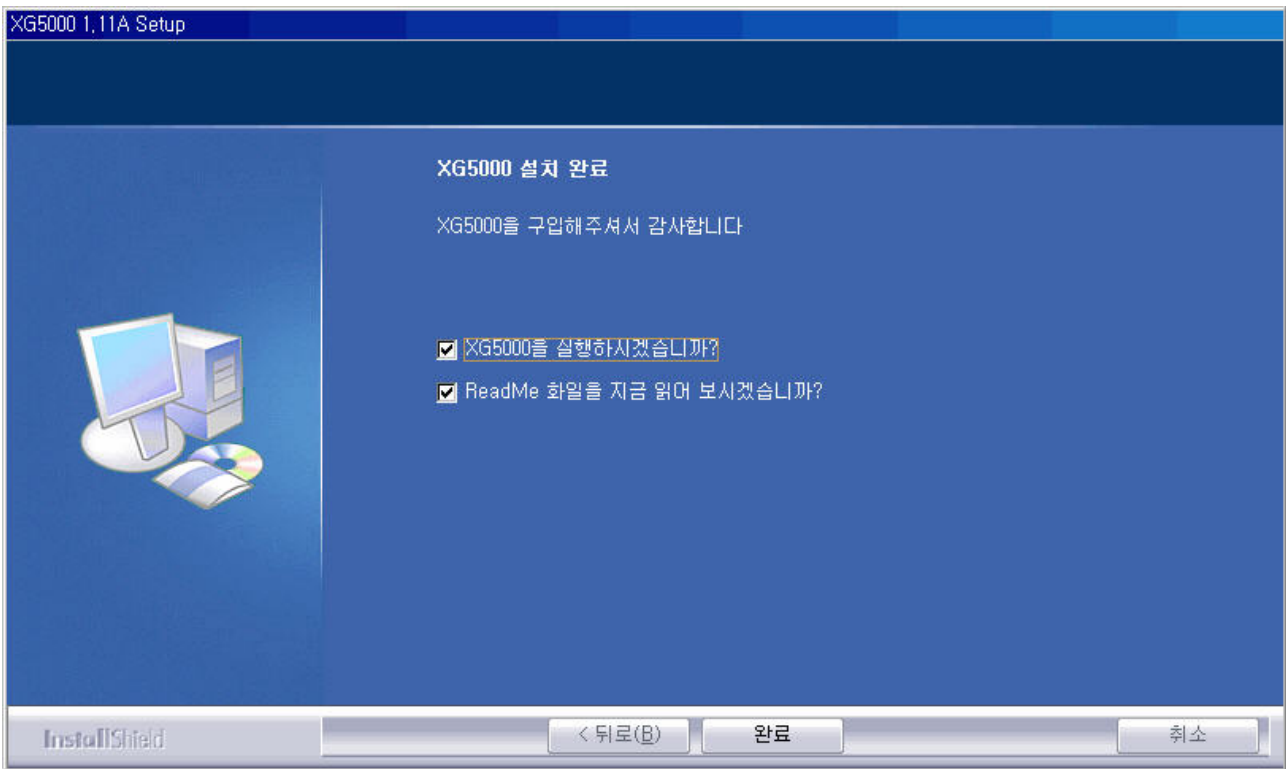 XG5000 1,11A Setup
XG5000 설치 완료
XG5000을 구입해주셔서 감사합니다
XG5000을 실행하시겠습니까?
ReadMe 화일을 지금 읽어 보시겠습니까?
InstallShield
< 뒤로(B)
완료
취소